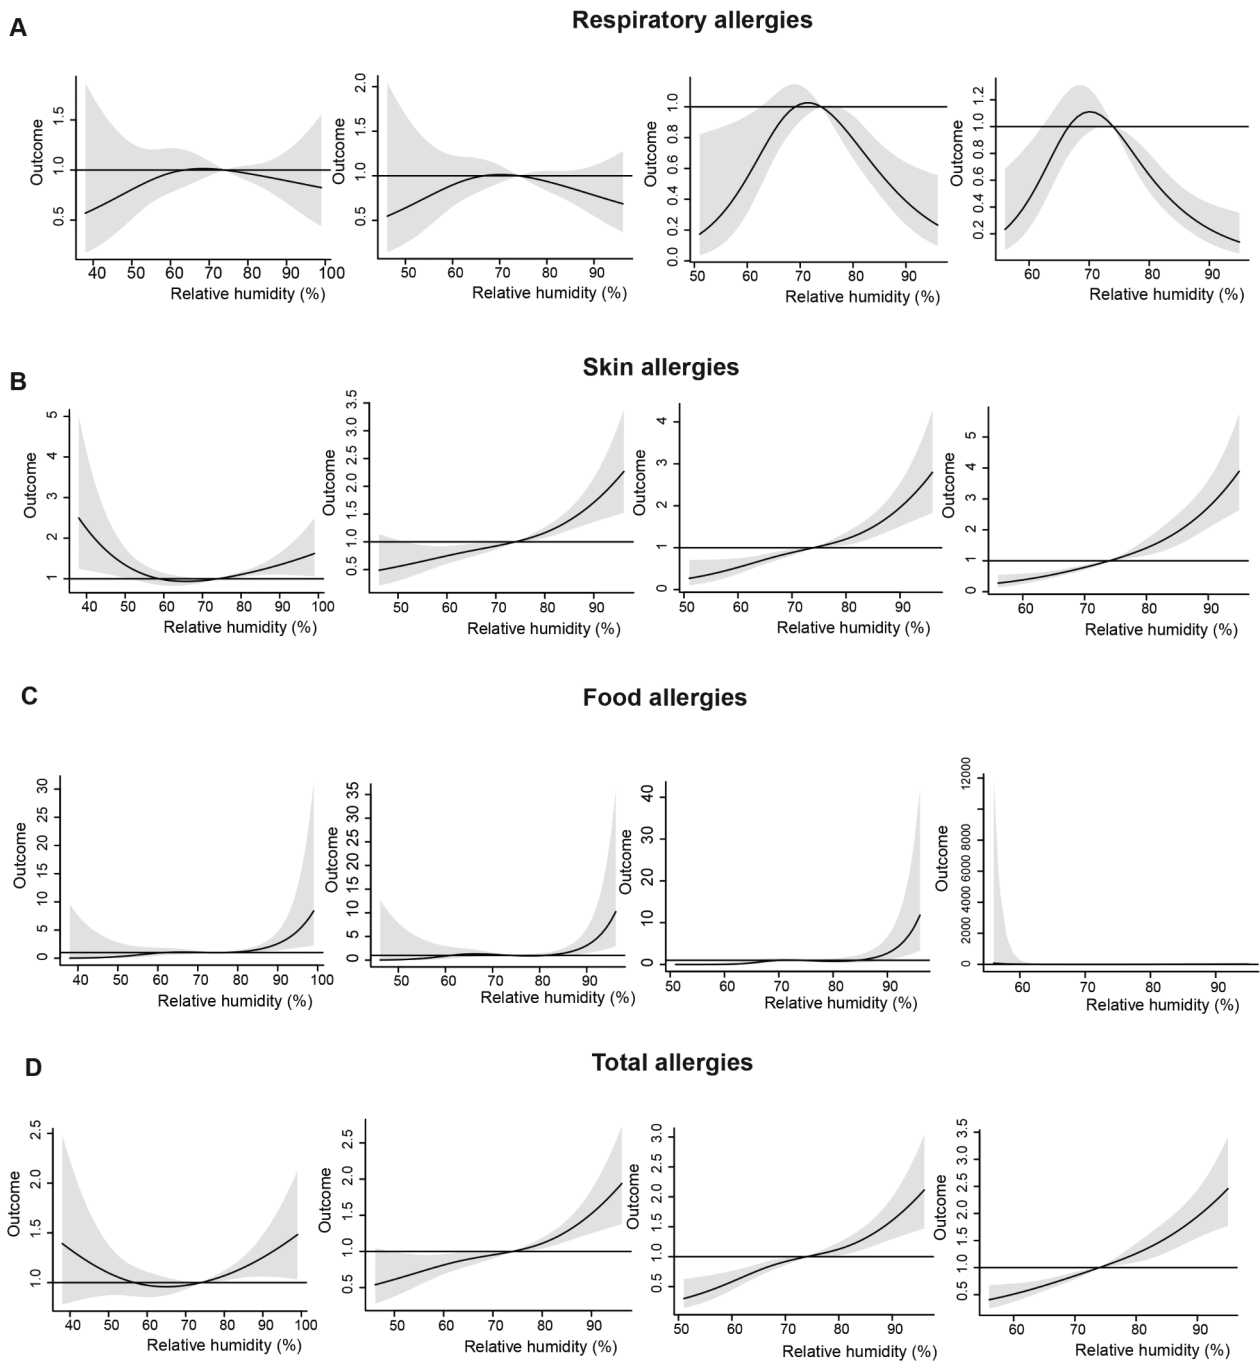 A
Respiratory allergies
Outcome
0.5 1.0 1.5
40 50 60 70 80 90 100
Relative humidity (%)
Outcome
0.5 1.0 1.5 2.0
50 60 70 80 90
Relative humidity (%)
Outcome
0.0 0.2 0.4 0.6 0.8 1.0
50 60 70 80 90
Relative humidity (%)
Outcome
0.2 0.4 0.6 0.8 1.0 1.2
60 70 80 90
Relative humidity (%)
B
Skin allergies
Outcome
1 2 3 4 5
40 50 60 70 80 90 100
Relative humidity (%)
Outcome
0.5 1.0 1.5 2.0 2.5 3.0 3.5
50 60 70 80 90
Relative humidity (%)
Outcome
0 1 2 3 4
50 60 70 80 90
Relative humidity (%)
Outcome
0 1 2 3 4 5
60 70 80 90
Relative humidity (%)
C
Food allergies
Outcome
0 5 10 15 20 25 30
40 50 60 70 80 90 100
Relative humidity (%)
Outcome
0 5 10 15 20 25 30 35
50 60 70 80 90
Relative humidity (%)
Outcome
0 10 20 30 40
50 60 70 80 90
Relative humidity (%)
Outcome
0 2000 4000 6000 8000 12000
60 70 80 90
Relative humidity (%)
D
Total allergies
Outcome
1.0 1.5 2.0 2.5
40 50 60 70 80 90 100
Relative humidity (%)
Outcome
0.5 1.0 1.5 2.0 2.5
50 60 70 80 90
Relative humidity (%)
Outcome
0.5 1.0 1.5 2.0 2.5 3.0
50 60 70 80 90
Relative humidity (%)
Outcome
0.5 1.0 1.5 2.0 2.5 3.0 3.5
60 70 80 90
Relative humidity (%)